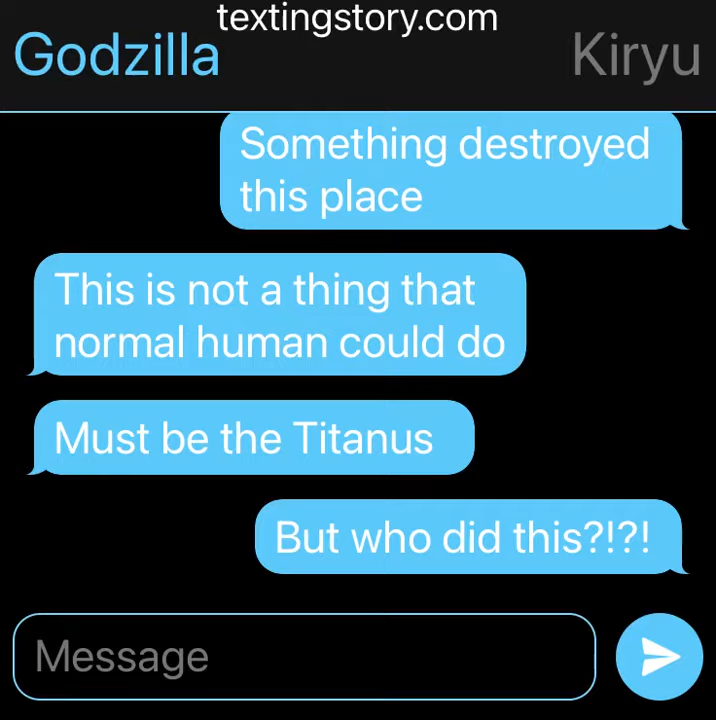 textingstory.com
Godzilla
Kiryu
Something destroyed
this place
This is not a thing that
normal human could do
Must be the Titanus
But who did this?!?!
Message